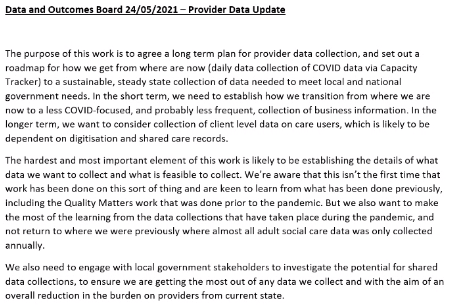 Data and Outcomes Board 24/05/2021 – Provider Data Update
The purpose of this work is to agree a long term plan for provider data collection, and set out a
roadmap for how we get from where are now (daily data collection of COVID data via Capacity
Tracker) to a sustainable, steady state collection of data needed to meet local and national
government needs. In the short term, we need to establish how we transition from where we are
now to a less COVID-focused, and probably less frequent, collection of business information. In the
longer term, we want to consider collection of client level data on care users, which is likely to be
dependent on digitisation and shared care records.
The hardest and most important element of this work is likely to be establishing the details of what
data we want to collect and what is feasible to collect. We're aware that this isn't the first time that
work has been done on this sort of thing and are keen to learn from what has been done previously,
including the Quality Matters work that was done prior to the pandemic. But we also want to make
the most of the learning from the data collections that have taken place during the pandemic, and
not return to where we were previously where almost all adult social care data was only collected
annually.
We also need to engage with local government stakeholders to investigate the potential for shared
data collections, to ensure we are getting the most out of any data we collect and with the aim of an
overall reduction in the burden on providers from current state.